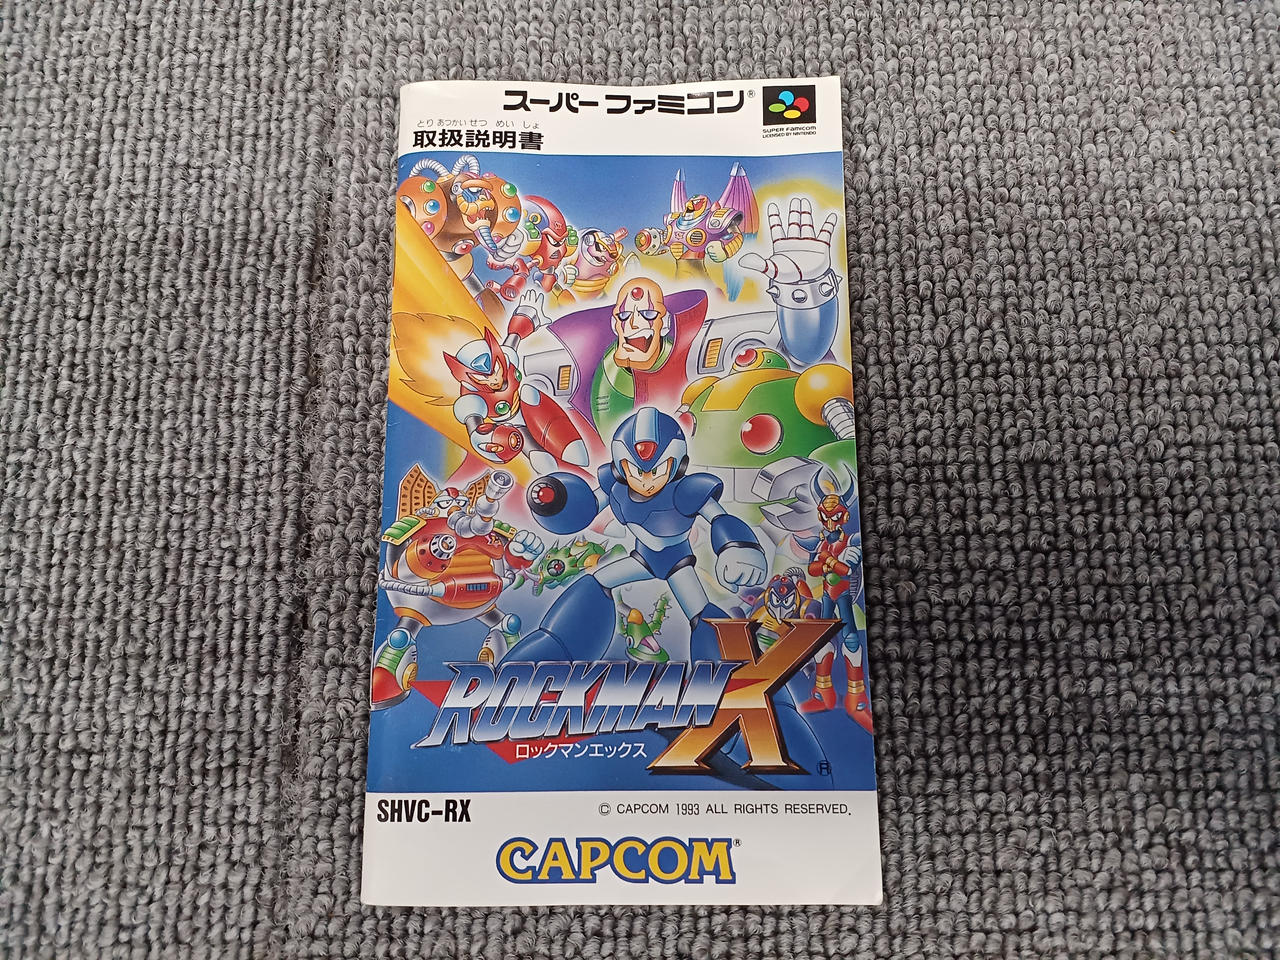 スーパーファミコン®
SUPER FAMICOM
LICENSED BY NINTENDO
とりあつかいせつめいしょ
取扱説明書
ROCKMAN X
ロックマンエックス
SHVC-RX
© CAPCOM 1993 ALL RIGHTS RESERVED.
CAPCOM®